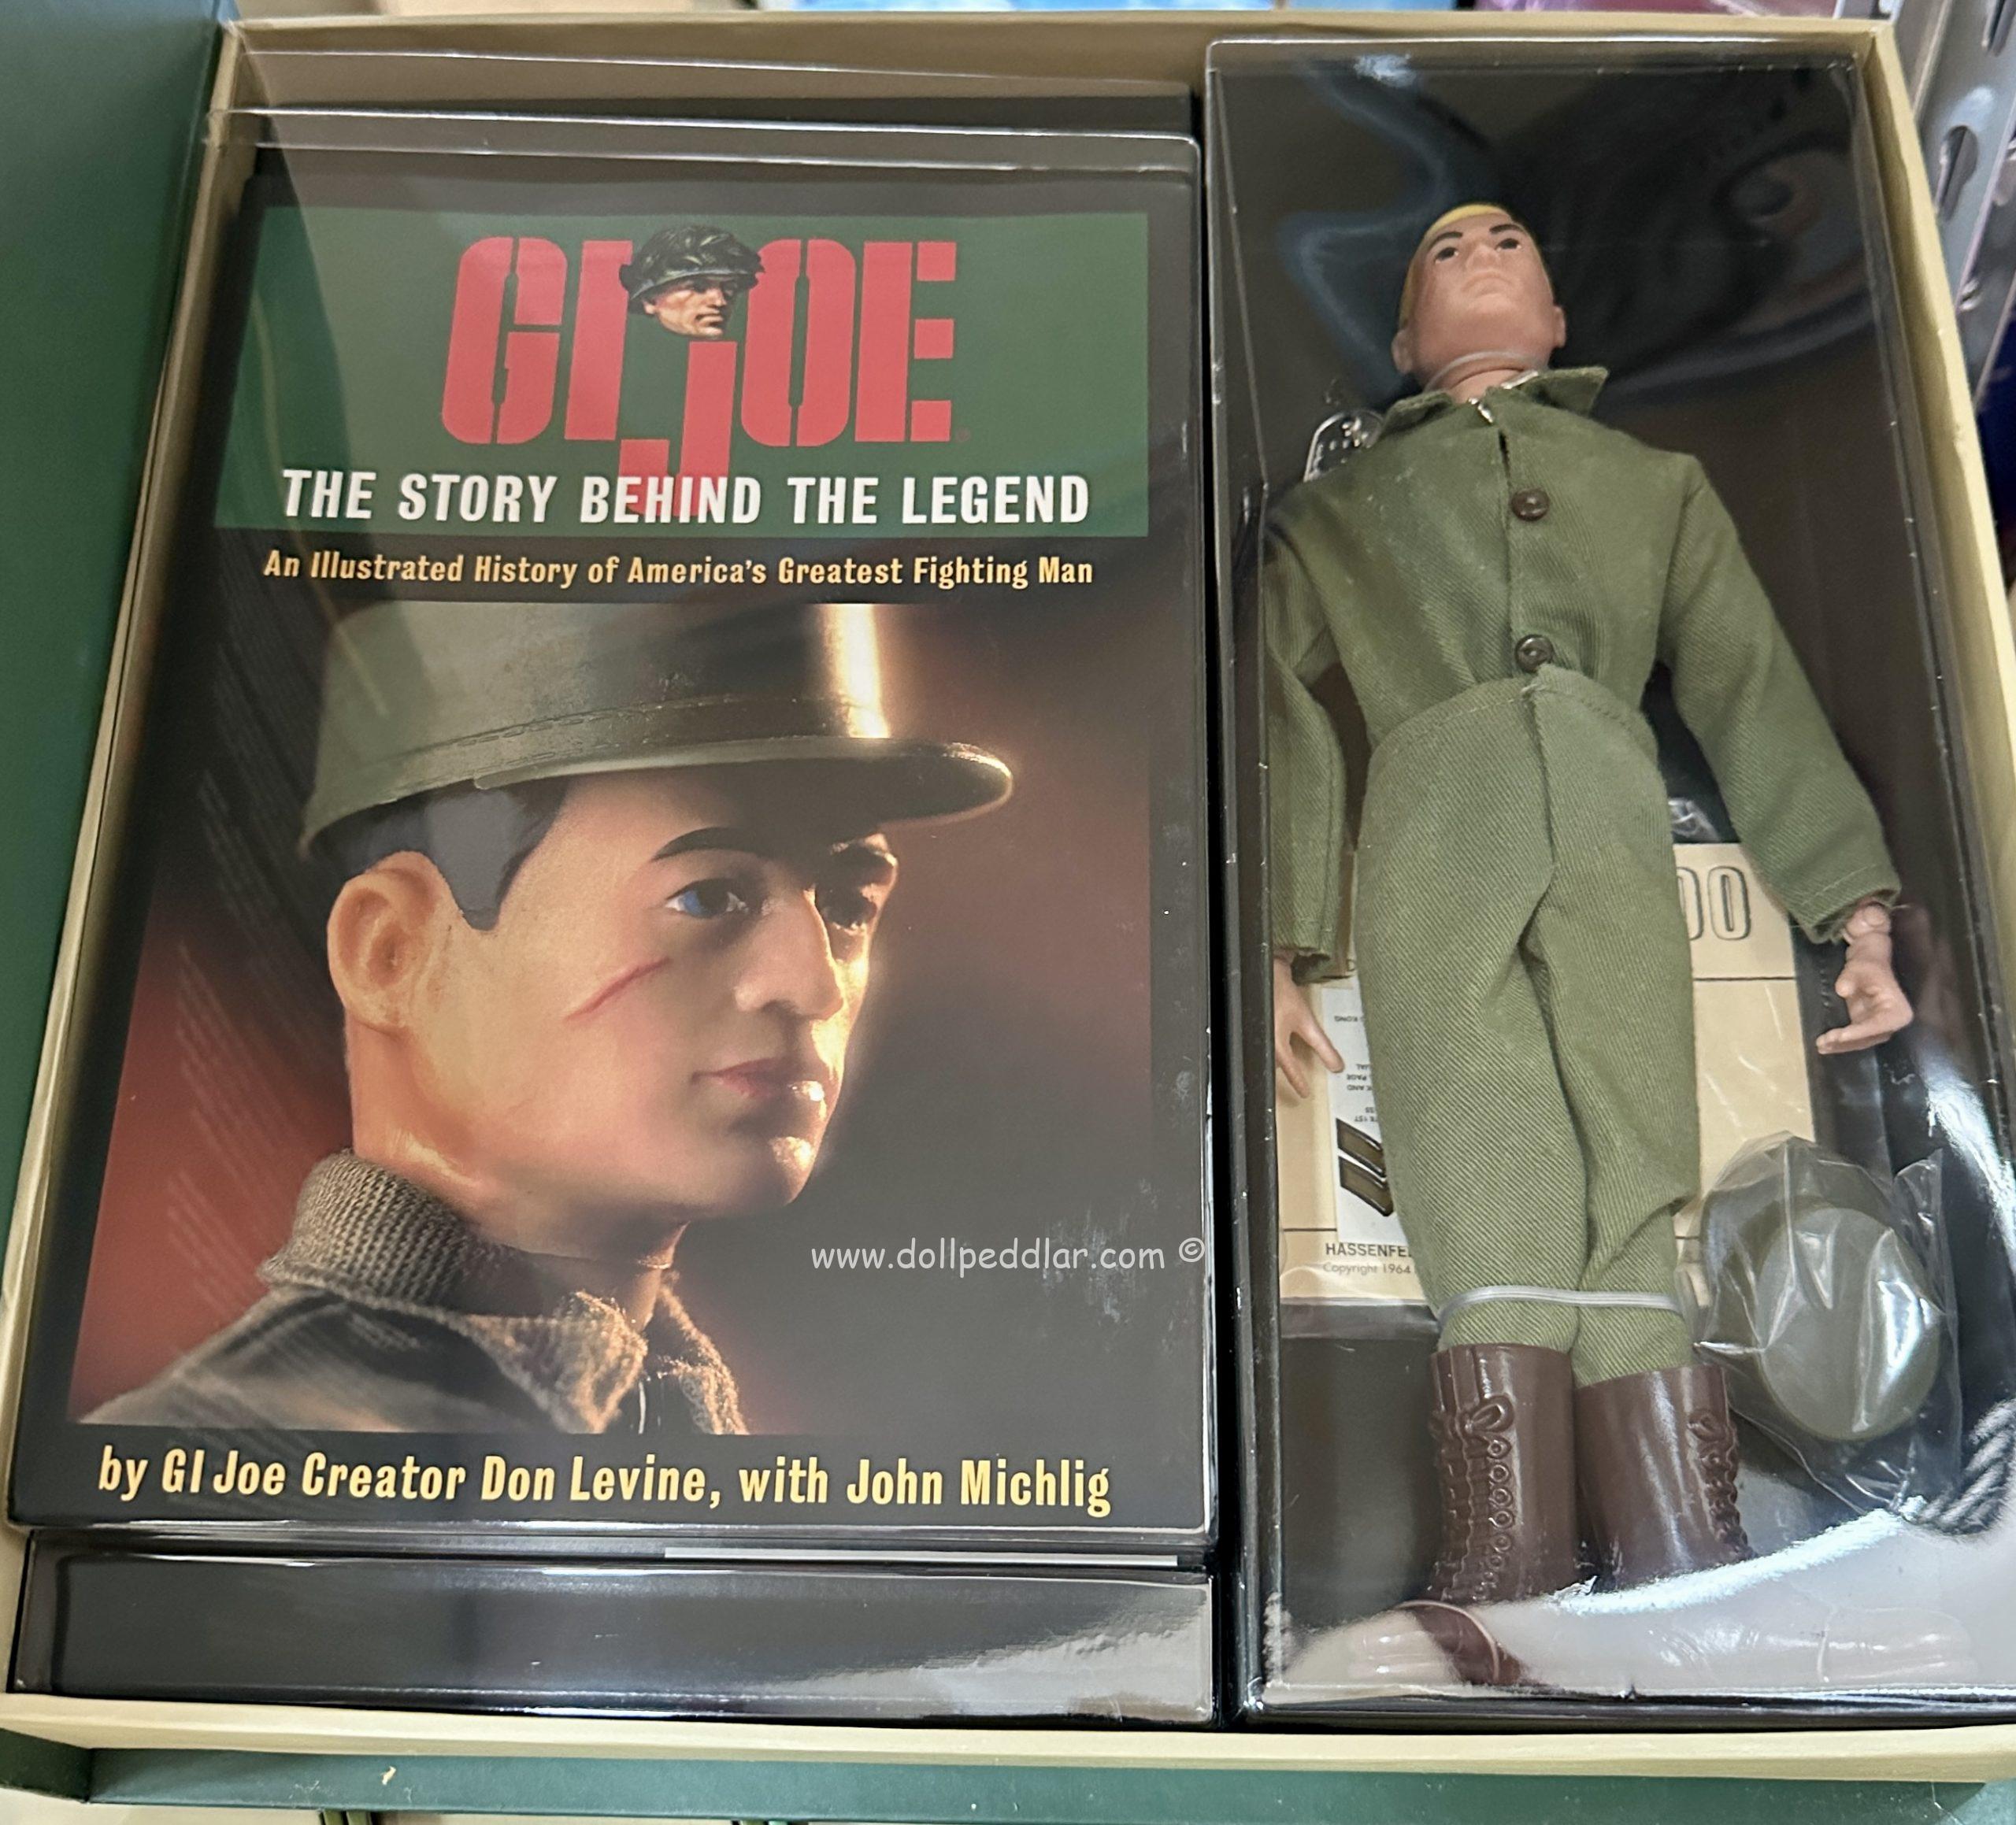 GI JOE
THE STORY BEHIND THE LEGEND
An Illustrated History of America's Greatest Fighting Man
www.dollpeddlar.com ©
by GI Joe Creator Don Levine, with John Michlig
00
HASSENFE
Copyright 1964